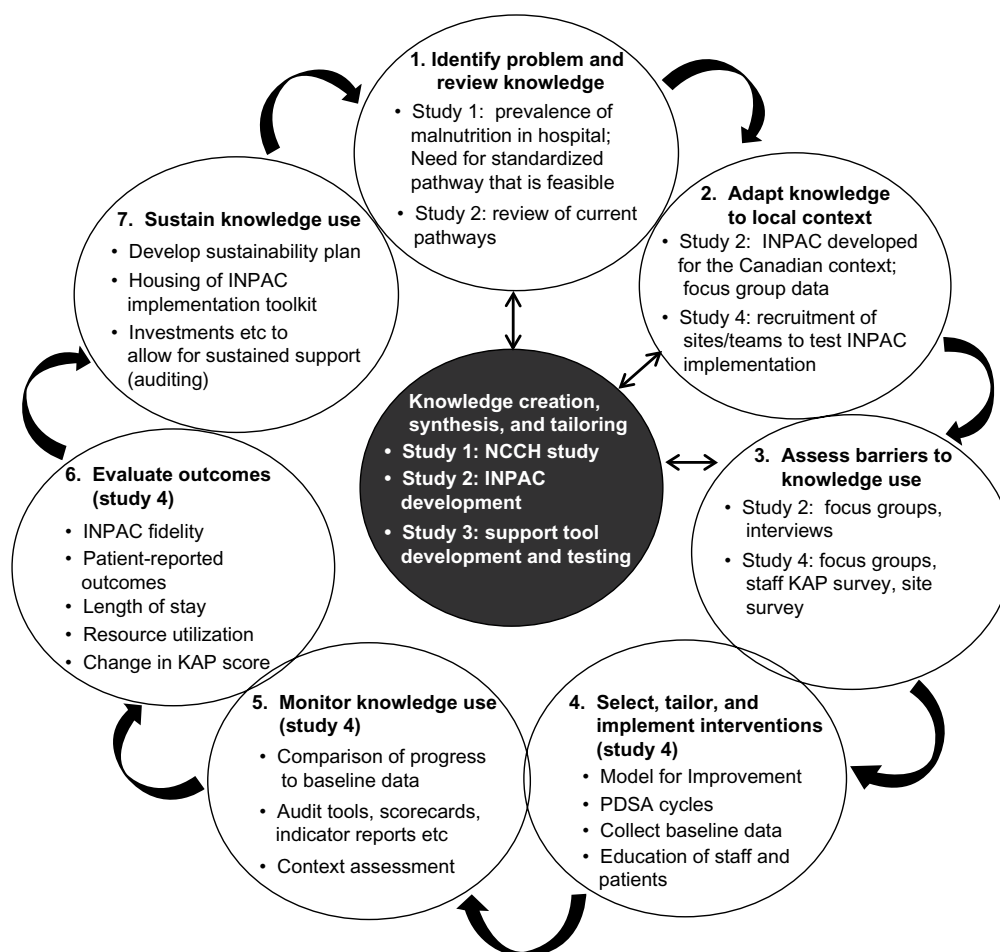 1. Identify problem and
review knowledge
• Study 1: prevalence of
malnutrition in hospital;
Need for standardized
pathway that is feasible
• Study 2: review of current
pathways
2. Adapt knowledge
to local context
• Study 2: INPAC developed
for the Canadian context;
focus group data
• Study 4: recruitment of
sites/teams to test INPAC
implementation
3. Assess barriers to
knowledge use
• Study 2: focus groups,
interviews
• Study 4: focus groups,
staff KAP survey, site
survey
4. Select, tailor, and
implement interventions
(study 4)
• Model for Improvement
• PDSA cycles
• Collect baseline data
• Education of staff and
patients
5. Monitor knowledge use
(study 4)
• Comparison of progress
to baseline data
• Audit tools, scorecards,
indicator reports etc
• Context assessment
6. Evaluate outcomes
(study 4)
• INPAC fidelity
• Patient-reported
outcomes
• Length of stay
• Resource utilization
• Change in KAP score
7. Sustain knowledge use
• Develop sustainability plan
• Housing of INPAC
implementation toolkit
• Investments etc to
allow for sustained support
(auditing)
Knowledge creation,
synthesis, and tailoring
• Study 1: NCCH study
• Study 2: INPAC
development
• Study 3: support tool
development and testing